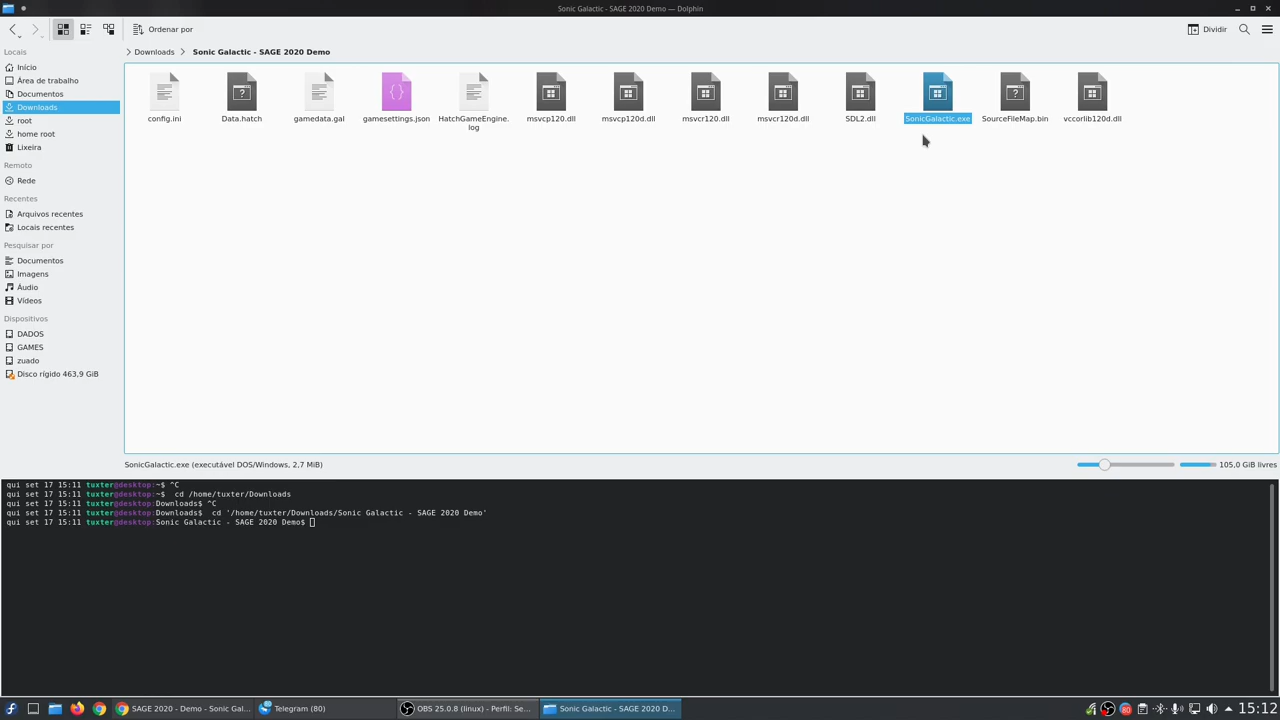 Sonic Galactic - SAGE 2020 Demo — Dolphin
Ordenar por
Dividir
Locais
Início
Área de trabalho
Documentos
Downloads
root
home root
Lixeira
Remoto
Rede
Recentes
Arquivos recentes
Locais recentes
Pesquisar por
Documentos
Imagens
Áudio
Vídeos
Dispositivos
DADOS
GAMES
zuado
Disco rígido 463,9 GiB
Downloads
Sonic Galactic - SAGE 2020 Demo
config.ini
Data.hatch
gamedata.gal
gamesettings.json
HatchGameEngine.
log
msvcp120.dll
msvcp120d.dll
msvcr120.dll
msvcr120d.dll
SDL2.dll
SonicGalactic.exe
SourceFileMap.bin
vccorlib120d.dll
SonicGalactic.exe (executável DOS/Windows, 2,7 MiB)
105,0 GiB livres
qui set 17 15:11 tuxter@desktop:~$ ^C
qui set 17 15:11 tuxter@desktop:~$  cd /home/tuxter/Downloads
qui set 17 15:11 tuxter@desktop:Downloads$ ^C
qui set 17 15:11 tuxter@desktop:Downloads$  cd '/home/tuxter/Downloads/Sonic Galactic - SAGE 2020 Demo'
qui set 17 15:11 tuxter@desktop:Sonic Galactic - SAGE 2020 Demo$
SAGE 2020 - Demo - Sonic Gal...
Telegram (80)
OBS 25.0.8 (linux) - Perfil: Se...
Sonic Galactic - SAGE 2020 D...
80
15:12